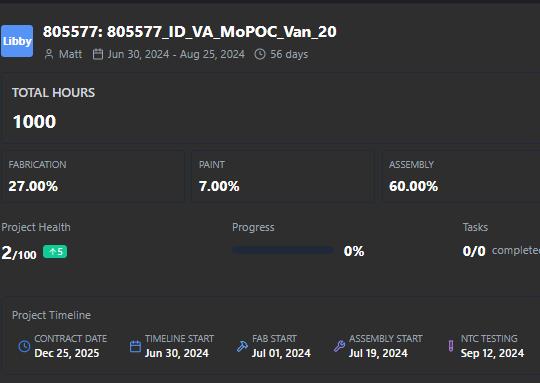 Libby
805577: 805577_ID_VA_MoPOC_Van_20
Matt Jun 30, 2024 - Aug 25, 2024 56 days
TOTAL HOURS
1000
FABRICATION PAINT ASSEMBLY
27.00% 7.00% 60.00%
Project Health Progress Tasks
2/100 ↑5 0% 0/0 complete
Project Timeline
CONTRACT DATE TIMELINE START FAB START ASSEMBLY START NTC TESTING
Dec 25, 2025 Jun 30, 2024 Jul 01, 2024 Jul 19, 2024 Sep 12, 2024